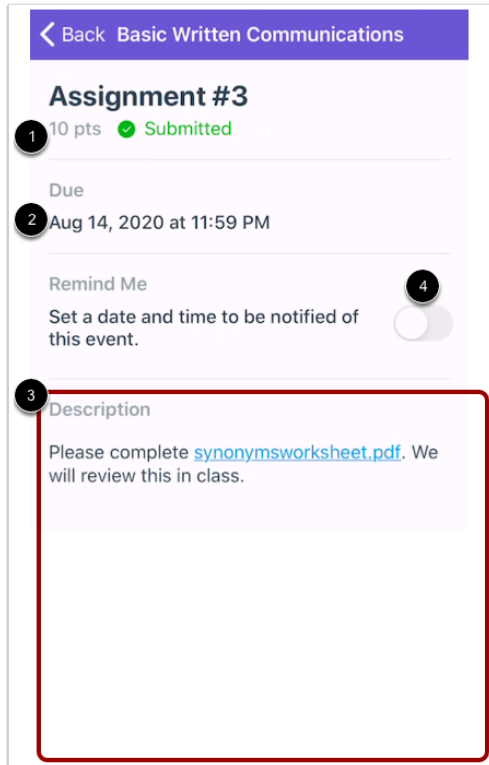 Back Basic Written Communications
Assignment #3
1 10 pts Submitted
Due
2 Aug 14, 2020 at 11:59 PM
Remind Me 4
Set a date and time to be notified of
this event.
3
Description
Please complete synonymsworksheet.pdf. We
will review this in class.